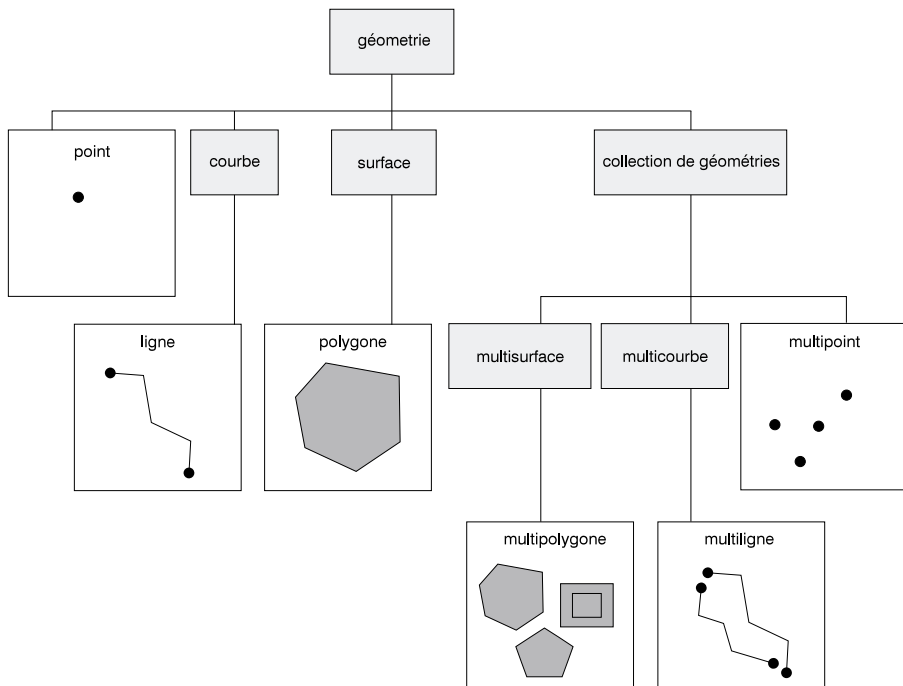 géometrie
point
courbe
surface
collection de géométries
ligne
polygone
multisurface
multicourbe
multipoint
multipolygone
multiligne